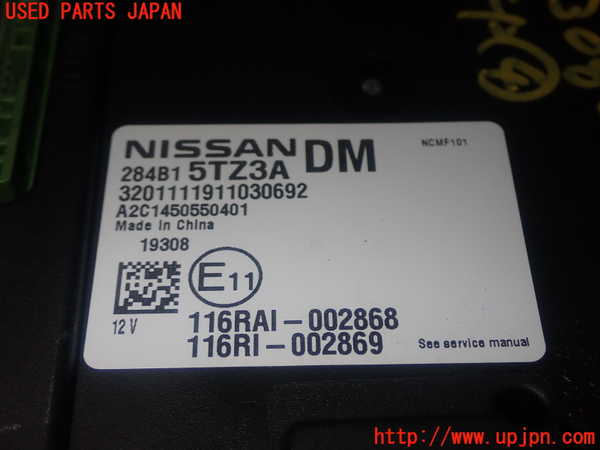 USED PARTS JAPAN
308
NISSAN DM
NCMF101
284B1 5TZ3A
3201111911030692
A2C1450550401
Made in China
19308
E11
12 V
116RAI-002868
116RI-002869
See service manual
http://www.upjpn.com